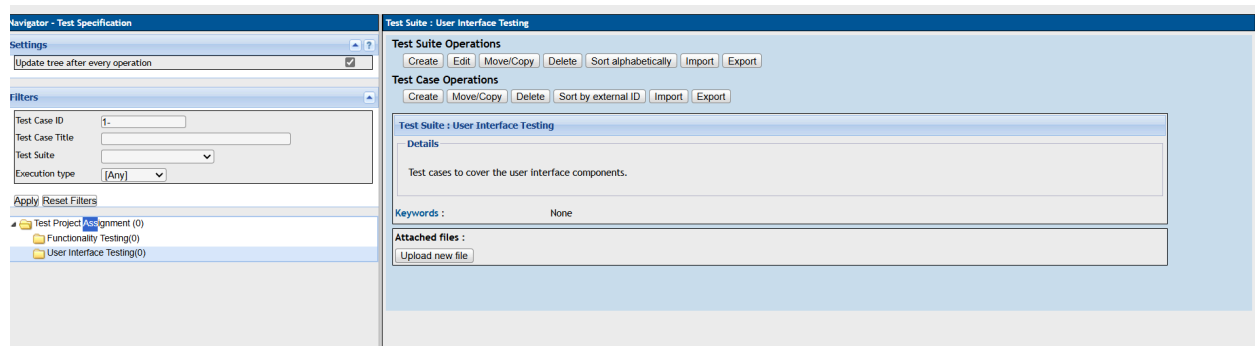 Navigator - Test Specification
Settings
?
Update tree after every operation
Filters
Test Case ID 1-
Test Case Title
Test Suite
Execution type [Any]
Apply Reset Filters
Test Project Assignment (0)
Functionality Testing(0)
User Interface Testing(0)
Test Suite : User Interface Testing
Test Suite Operations
Create Edit Move/Copy Delete Sort alphabetically Import Export
Test Case Operations
Create Move/Copy Delete Sort by external ID Import Export
Test Suite : User Interface Testing
Details
Test cases to cover the user interface components.
Keywords : None
Attached files :
Upload new file